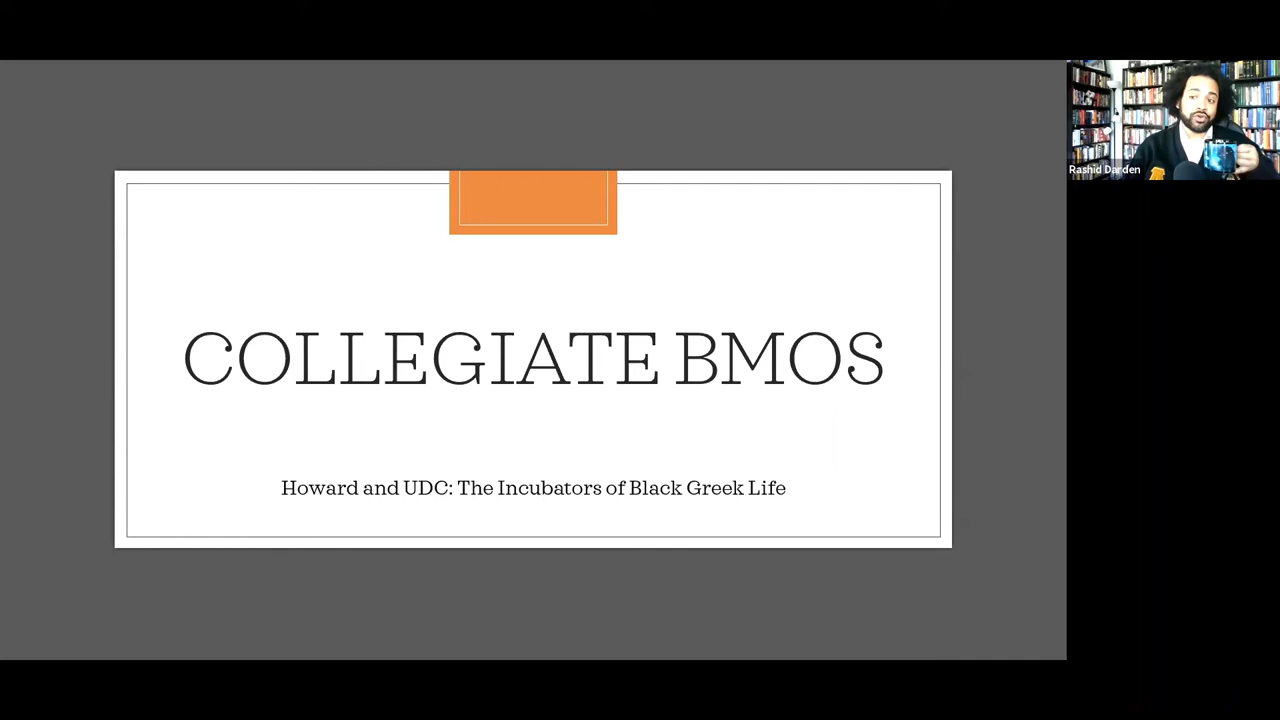 COLLEGIATE BMOS
Howard and UDC: The Incubators of Black Greek Life
Rashid Darden